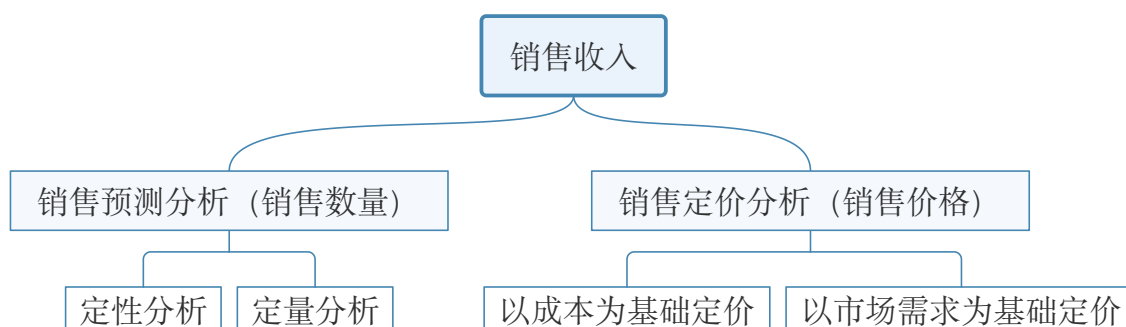 销售收入
销售预测分析（销售数量）
销售定价分析（销售价格）
定性分析
定量分析
以成本为基础定价
以市场需求为基础定价